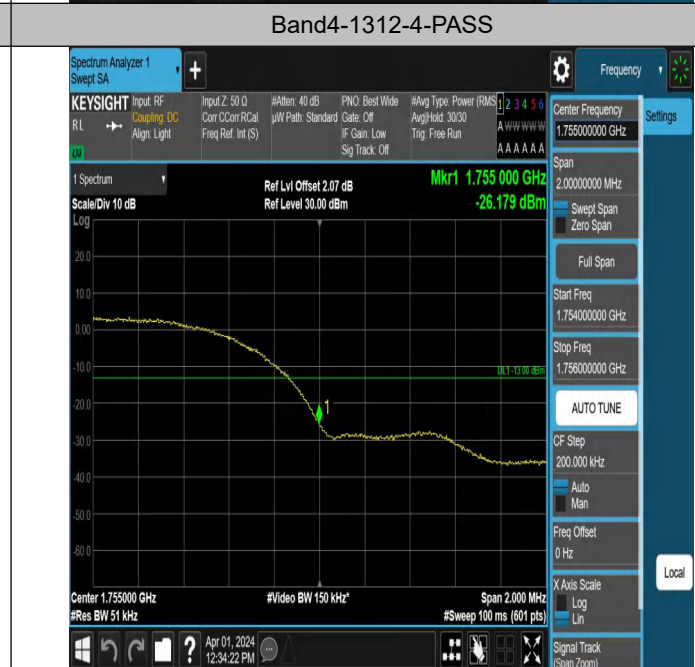 Band4-1312-4-PASS
Spectrum Analyzer 1
Swept SA
+
Frequency
KEYSIGHT
RL
LXI
Input: RF
Coupling: DC
Align: Light
Input Z: 50 Ω
Corr CCorr RCal
Freq Ref: Int (S)
#Atten: 40 dB
µW Path: Standard
PNO: Best Wide
Gate: Off
IF Gain: Low
Sig Track: Off
#Avg Type: Power (RMS
Avg|Hold: 30/30
Trig: Free Run
1 2 3 4 5 6
A W W W W W
A A A A A A
Center Frequency
1.755000000 GHz
Settings
Span
2.00000000 MHz
Swept Span
Zero Span
Full Span
Start Freq
1.754000000 GHz
Stop Freq
1.756000000 GHz
AUTO TUNE
CF Step
200.000 kHz
Auto
Man
Freq Offset
0 Hz
X Axis Scale
Log
Lin
Signal Track
(Span Zoom)
Local
1 Spectrum
Scale/Div 10 dB
Log
Ref Lvl Offset 2.07 dB
Ref Level 30.00 dBm
Mkr1 1.755 000 GHz
-26.179 dBm
20.0
10.0
0.00
-10.0
DL1 -13.00 dBm
-20.0
1
-30.0
-40.0
-50.0
-60.0
Center 1.755000 GHz
#Res BW 51 kHz
#Video BW 150 kHz*
Span 2.000 MHz
#Sweep 100 ms (601 pts)
?
Apr 01, 2024
12:34:22 PM